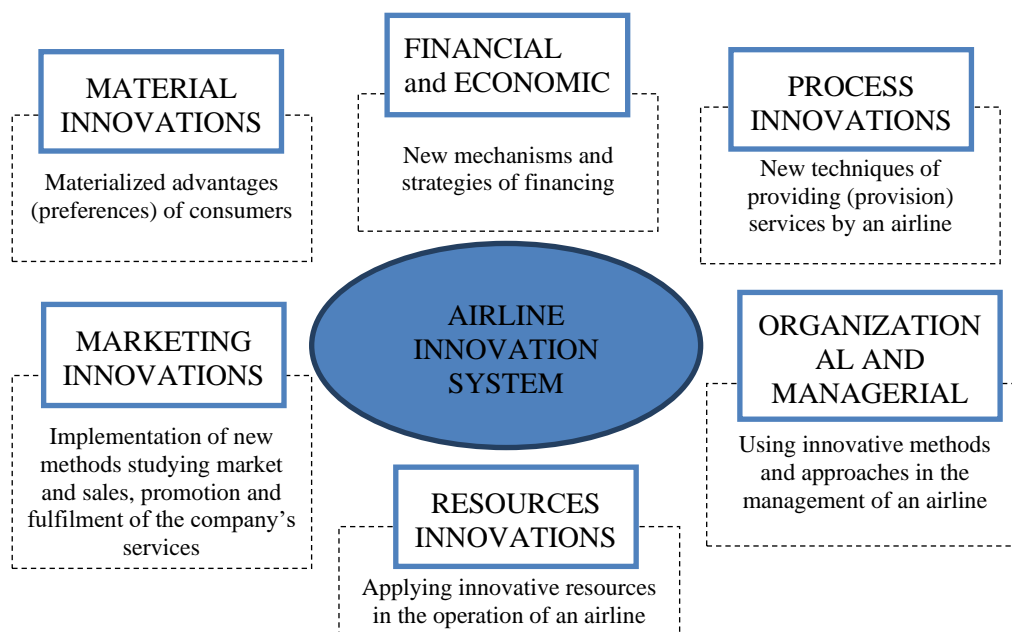 MATERIAL
INNOVATIONS
Materialized advantages
(preferences) of consumers
FINANCIAL
and ECONOMIC
New mechanisms and
strategies of financing
PROCESS
INNOVATIONS
New techniques of
providing (provision)
services by an airline
AIRLINE
INNOVATION
SYSTEM
MARKETING
INNOVATIONS
Implementation of new
methods studying market
and sales, promotion and
fulfilment of the company’s
services
RESOURCES
INNOVATIONS
Applying innovative resources
in the operation of an airline
ORGANIZATION
AL AND
MANAGERIAL
Using innovative methods
and approaches in the
management of an airline